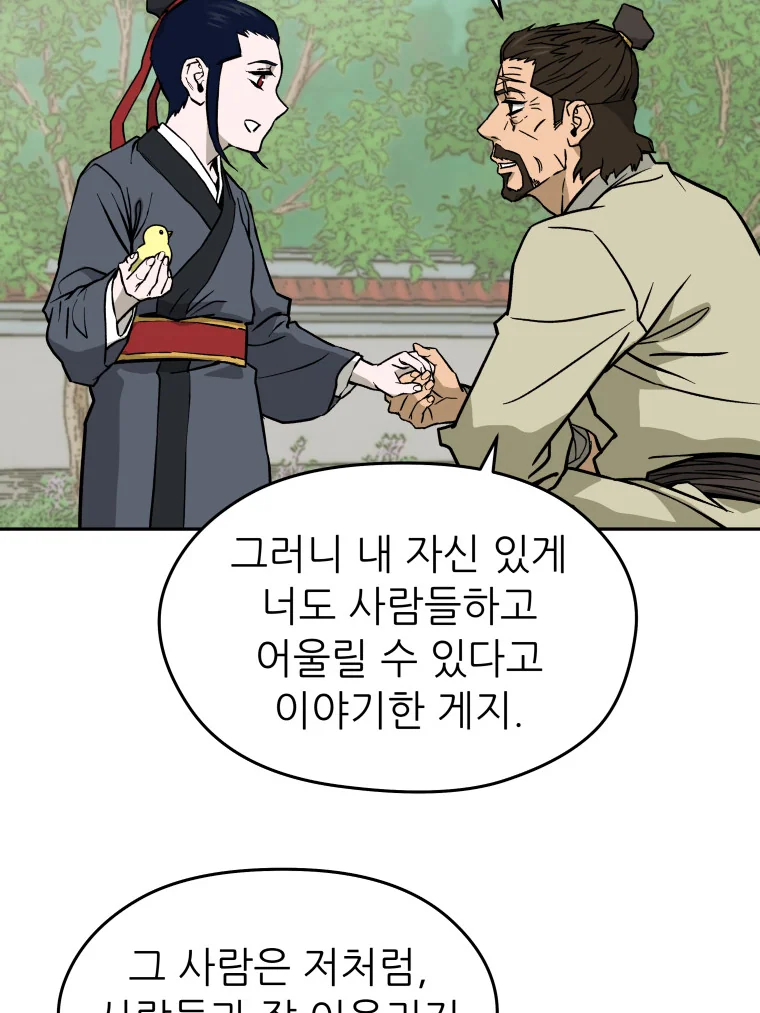 그러니 내 자신 있게
너도 사람들하고
어울릴 수 있다고
이야기한 게지.
그 사람은 저처럼,